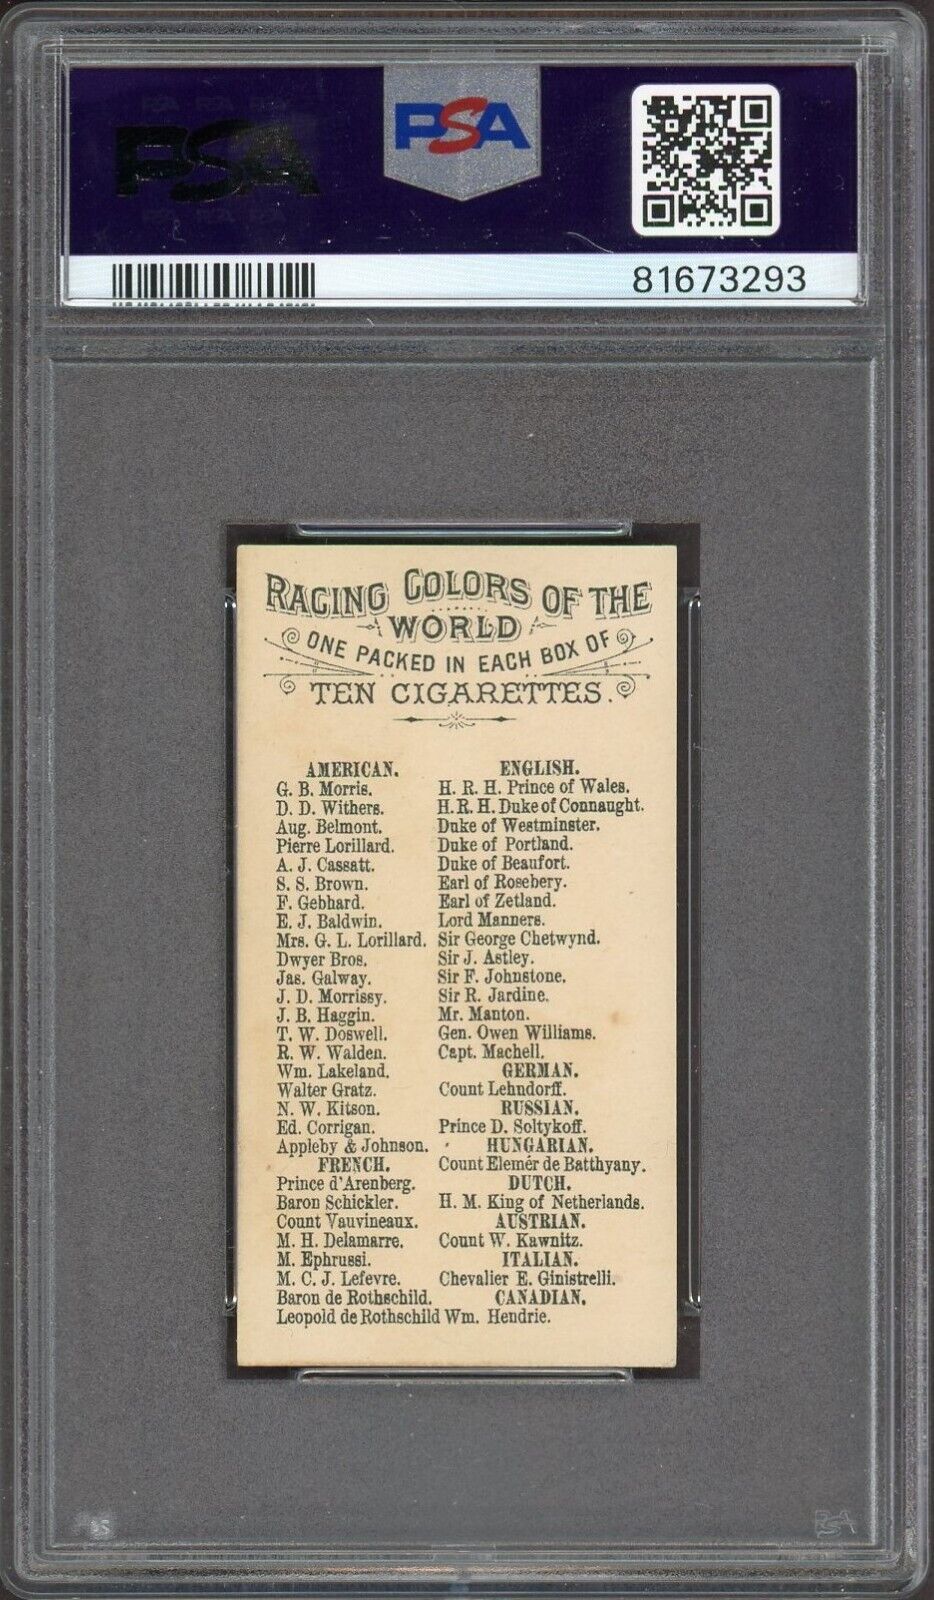 PSA
PSA
81673293
RACING COLORS OF THE
WORLD
ONE PACKED IN EACH BOX OF
TEN CIGARETTES.
AMERICAN.
G. B. Morris.
D. D. Withers.
Aug. Belmont.
Pierre Lorillard.
A. J. Cassatt.
S. S. Brown.
F. Gebhard.
E. J. Baldwin.
Mrs. G. L. Lorillard.
Dwyer Bros.
Jas. Galway.
J. D. Morrissy.
J. B. Haggin.
T. W. Doswell.
R. W. Walden.
Wm. Lakeland.
Walter Gratz.
N. W. Kitson.
Ed. Corrigan.
Appleby & Johnson.
FRENCH.
Prince d'Arenberg.
Baron Schickler.
Count Vauvineaux.
M. H. Delamarre.
M. Ephrussi.
M. C. J. Lefevre.
Baron de Rothschild.
Leopold de Rothschild
ENGLISH.
H. R. H. Prince of Wales.
H. R. H. Duke of Connaught.
Duke of Westminster.
Duke of Portland.
Duke of Beaufort.
Earl of Rosebery.
Earl of Zetland.
Lord Manners.
Sir George Chetwynd.
Sir J. Astley.
Sir F. Johnstone.
Sir R. Jardine.
Mr. Manton.
Gen. Owen Williams.
Capt. Machell.
GERMAN.
Count Lehndorff.
RUSSIAN.
Prince D. Soltykoff.
HUNGARIAN.
Count Elemér de Batthyany.
DUTCH.
H. M. King of Netherlands.
AUSTRIAN.
Count W. Kawnitz.
ITALIAN.
Chevalier E. Ginistrelli.
CANADIAN.
Wm. Hendrie.
PSA